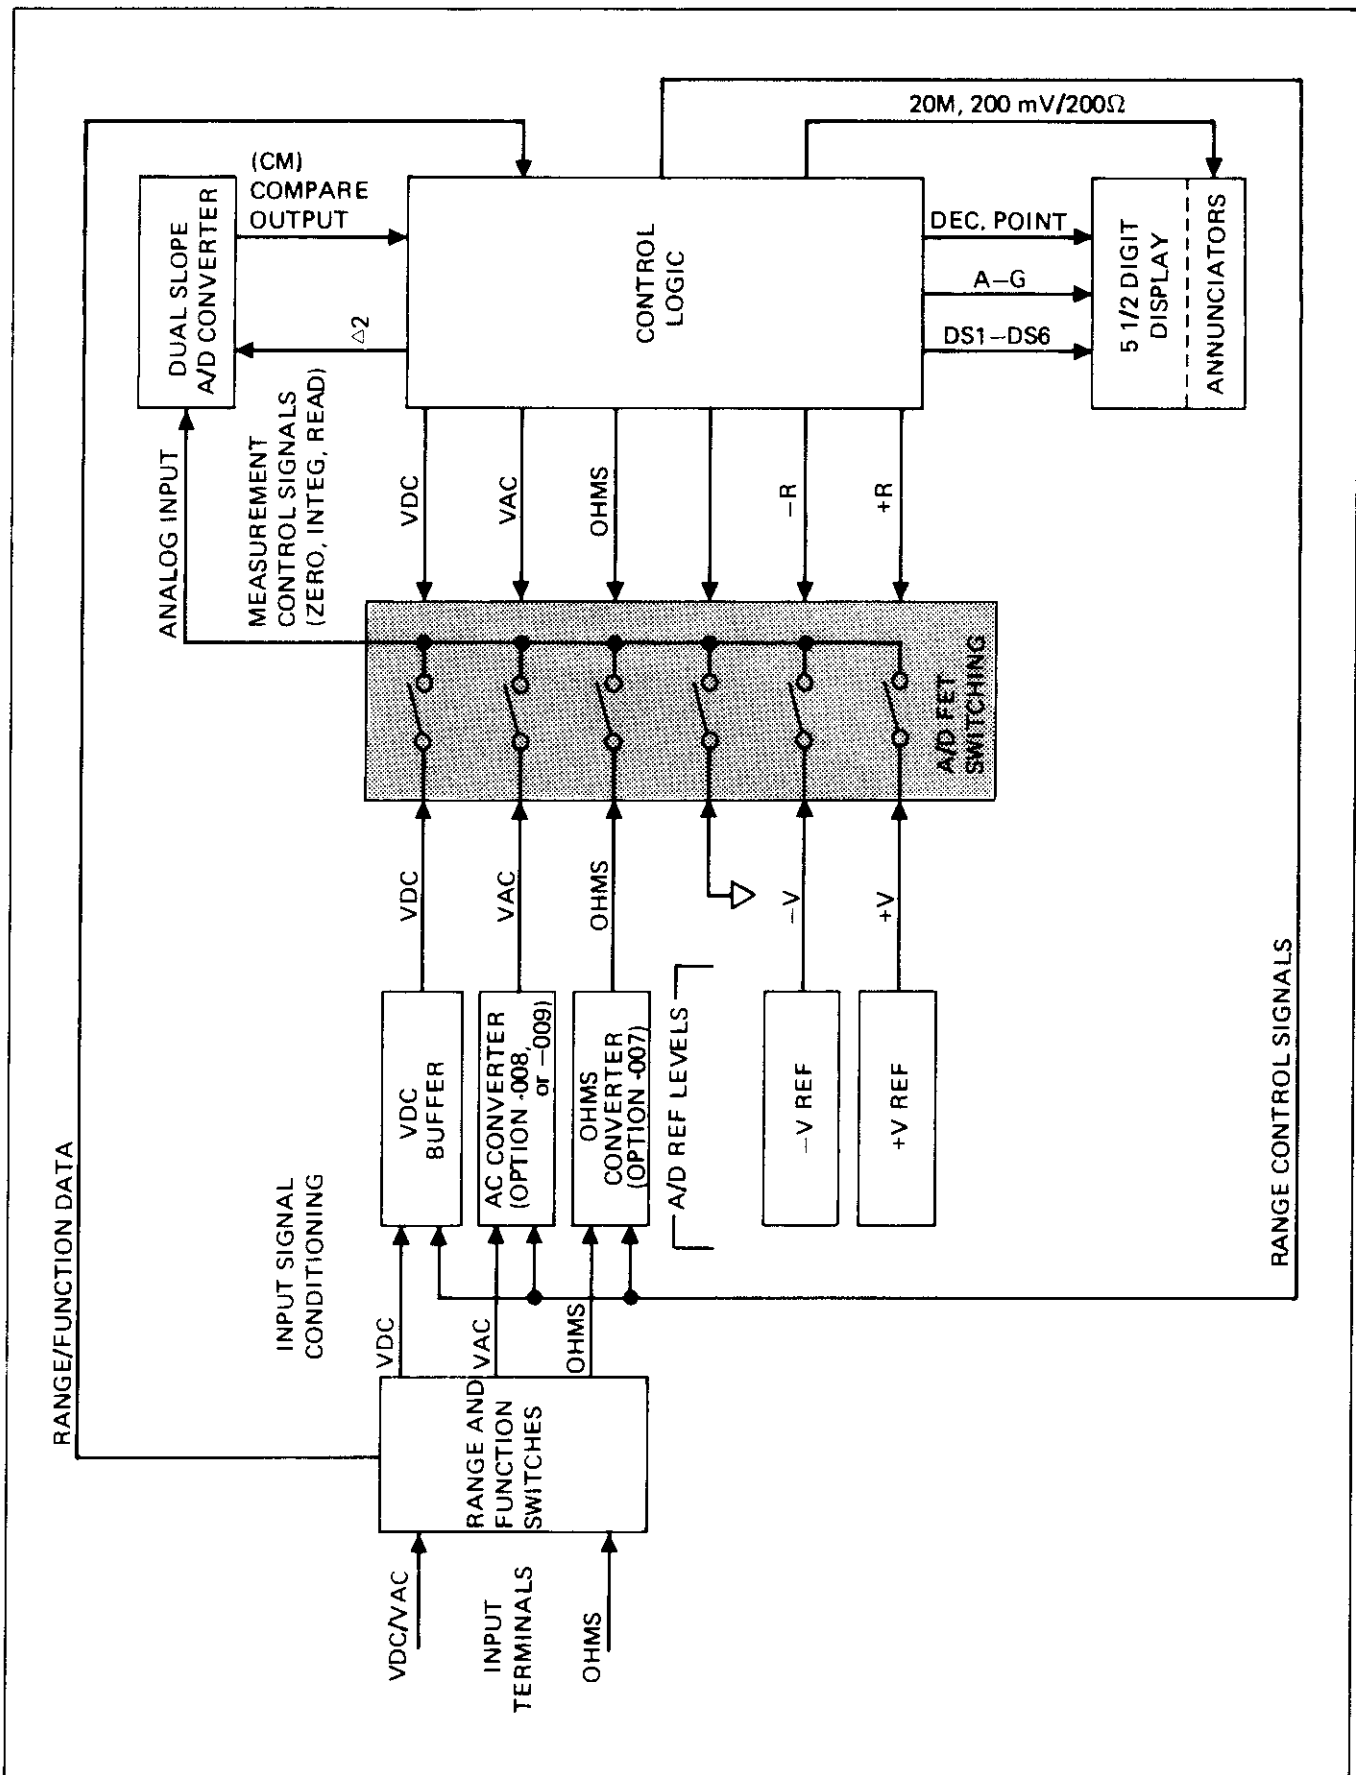 RANGE/FUNCTION DATA
INPUT SIGNAL
CONDITIONING
VDC/VAC
INPUT
TERMINALS
OHMS
RANGE AND
FUNCTION
SWITCHES
VDC
VAC
OHMS
VDC
BUFFER
AC CONVERTER
(OPTION -008,
or -009)
OHMS
CONVERTER
(OPTION -007)
A/D REF LEVELS
-V REF
+V REF
VDC
VAC
OHMS
-V
+V
A/D FET
SWITCHING
ANALOG INPUT
MEASUREMENT
CONTROL SIGNALS
(ZERO, INTEG, READ)
VDC
VAC
OHMS
-R
+R
DUAL SLOPE
A/D CONVERTER
(CM)
COMPARE
OUTPUT
△2
CONTROL
LOGIC
20M, 200 mV/200Ω
DEC. POINT
A-G
DS1-DS6
5 1/2 DIGIT
DISPLAY
ANNUNCIATORS
RANGE CONTROL SIGNALS